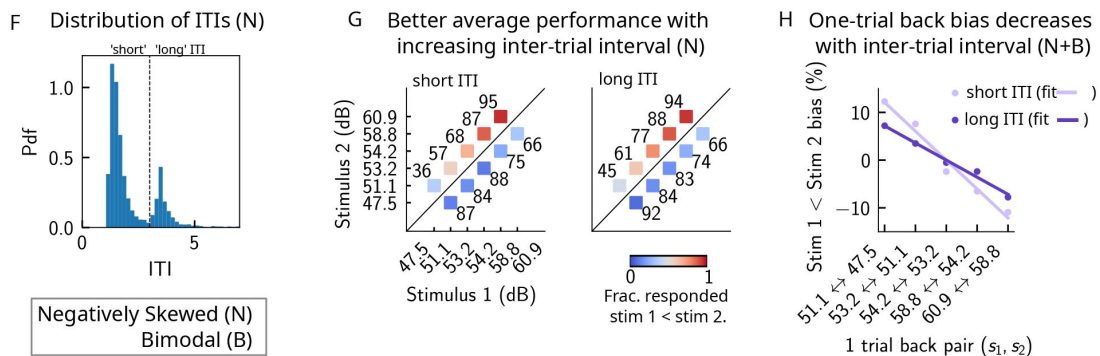 F
Distribution of ITIs (N)
'short'
'long' ITI
Pdf
1.0
0.5
0.0
0
5
ITI
Negatively Skewed (N)
Bimodal (B)
G
Better average performance with
increasing inter-trial interval (N)
short ITI
Stimulus 2 (dB)
60.9
58.8
54.2
53.2
51.1
47.5
95
87
68
57
36
66
75
88
84
87
47.5
51.1
53.2
54.2
58.8
60.9
Stimulus 1 (dB)
long ITI
94
88
77
61
45
66
74
83
84
92
0
1
Frac. responded
stim 1 < stim 2.
H
One-trial back bias decreases
with inter-trial interval (N+B)
Stim 1 < Stim 2 bias (%)
10
0
−10
short ITI (fit )
long ITI (fit )
51.1 ↔ 47.5
53.2 ↔ 51.1
54.2 ↔ 53.2
58.8 ↔ 54.2
60.9 ↔ 58.8
1 trial back pair (s₁, s₂)